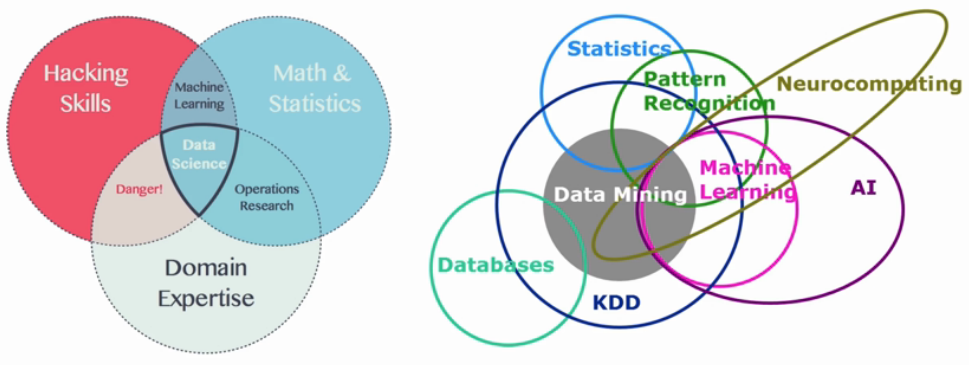 Hacking
Skills
Math &
Statistics
Machine
Learning
Data
Science
Danger!
Operations
Research
Domain
Expertise
Statistics
Pattern
Recognition
Neurocomputing
Machine
Learning
AI
Data Mining
Databases
KDD